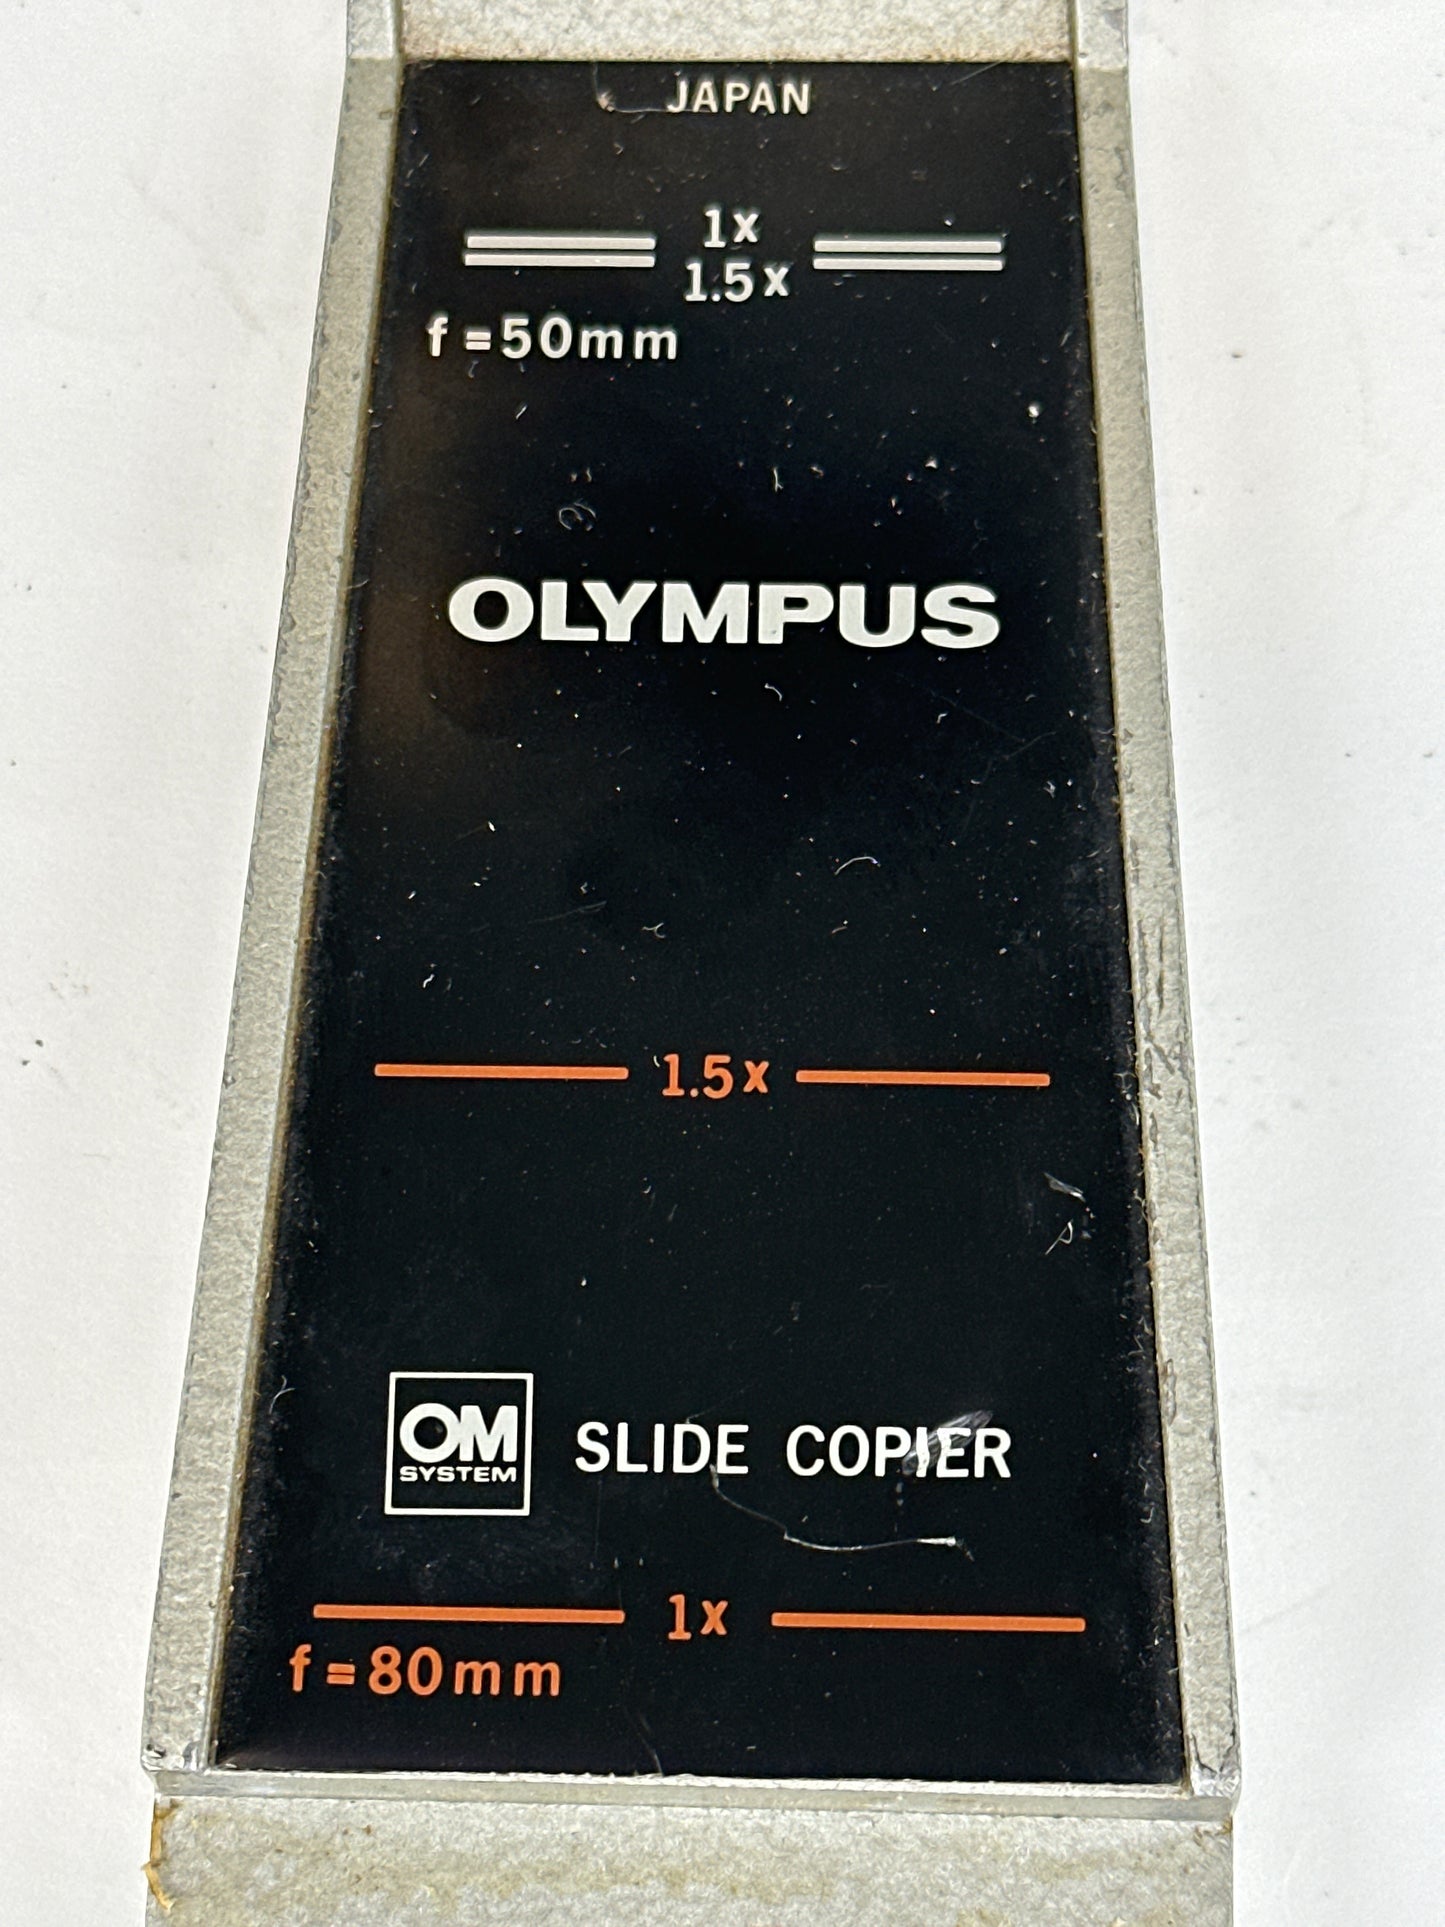 JAPAN
1x
1.5x
f=50mm
OLYMPUS
1.5x
OM
SYSTEM
SLIDE COPIER
1x
f=80mm